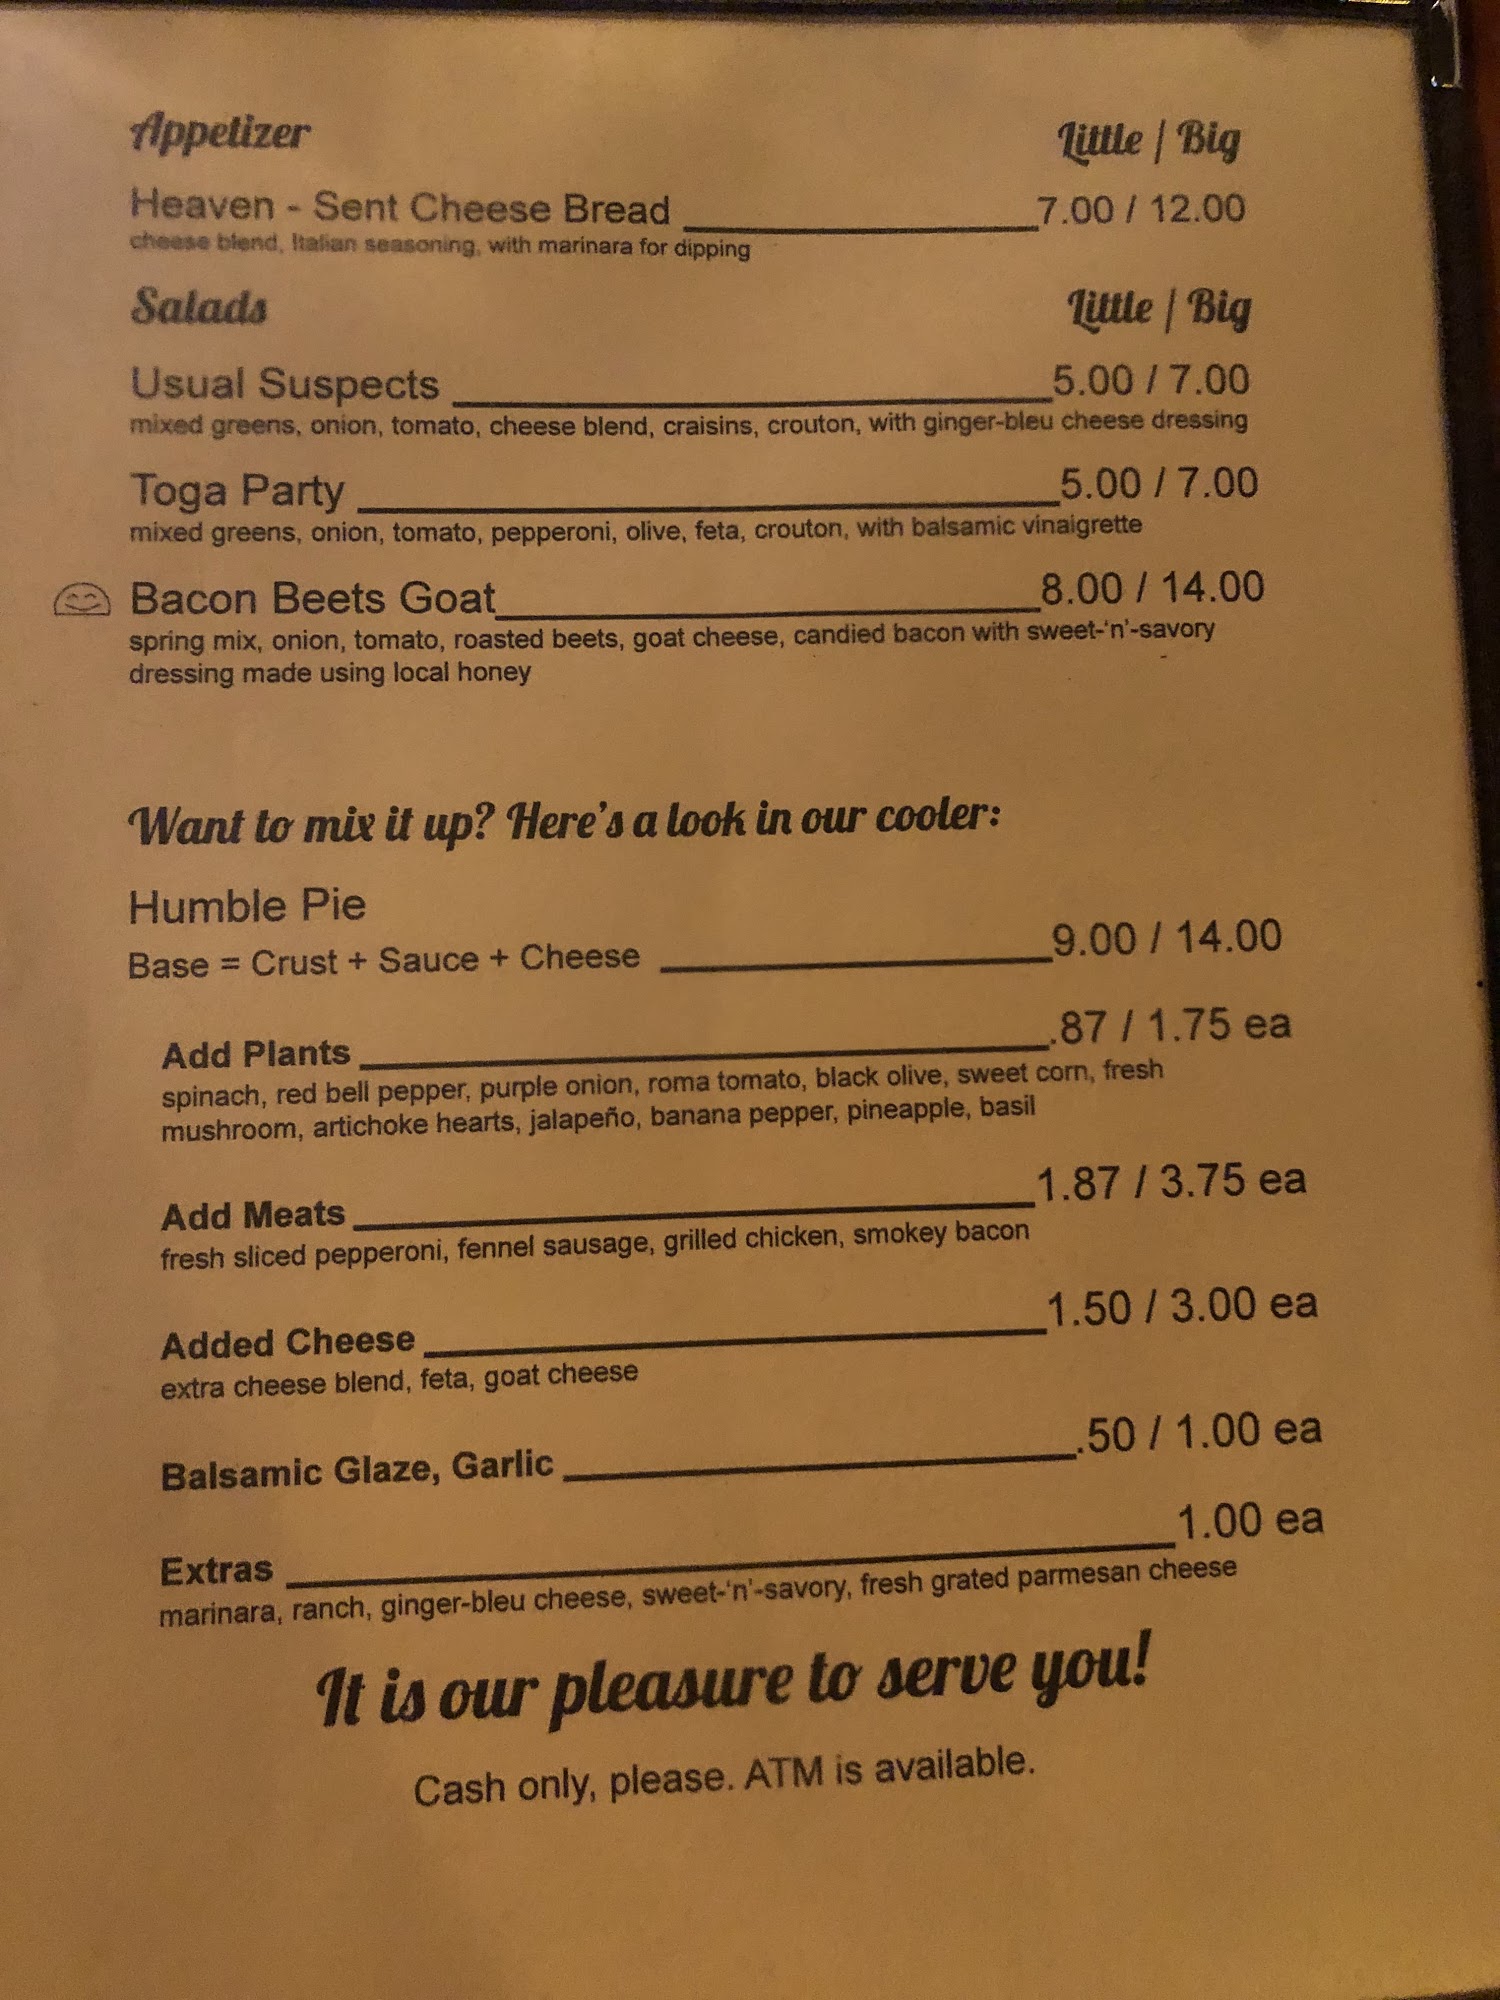 Appetizer Little | Big
Heaven - Sent Cheese Bread 7.00 / 12.00
cheese blend, Italian seasoning, with marinara for dipping
Salads Little | Big
Usual Suspects 5.00 / 7.00
mixed greens, onion, tomato, cheese blend, craisins, crouton, with ginger-bleu cheese dressing
Toga Party 5.00 / 7.00
mixed greens, onion, tomato, pepperoni, olive, feta, crouton, with balsamic vinaigrette
Bacon Beets Goat 8.00 / 14.00
spring mix, onion, tomato, roasted beets, goat cheese, candied bacon with sweet-'n'-savory
dressing made using local honey
Want to mix it up? Here's a look in our cooler:
Humble Pie
Base = Crust + Sauce + Cheese 9.00 / 14.00
Add Plants .87 / 1.75 ea
spinach, red bell pepper, purple onion, roma tomato, black olive, sweet corn, fresh
mushroom, artichoke hearts, jalapeño, banana pepper, pineapple, basil
Add Meats 1.87 / 3.75 ea
fresh sliced pepperoni, fennel sausage, grilled chicken, smokey bacon
Added Cheese 1.50 / 3.00 ea
extra cheese blend, feta, goat cheese
Balsamic Glaze, Garlic .50 / 1.00 ea
Extras 1.00 ea
marinara, ranch, ginger-bleu cheese, sweet-'n'-savory, fresh grated parmesan cheese
It is our pleasure to serve you!
Cash only, please. ATM is available.